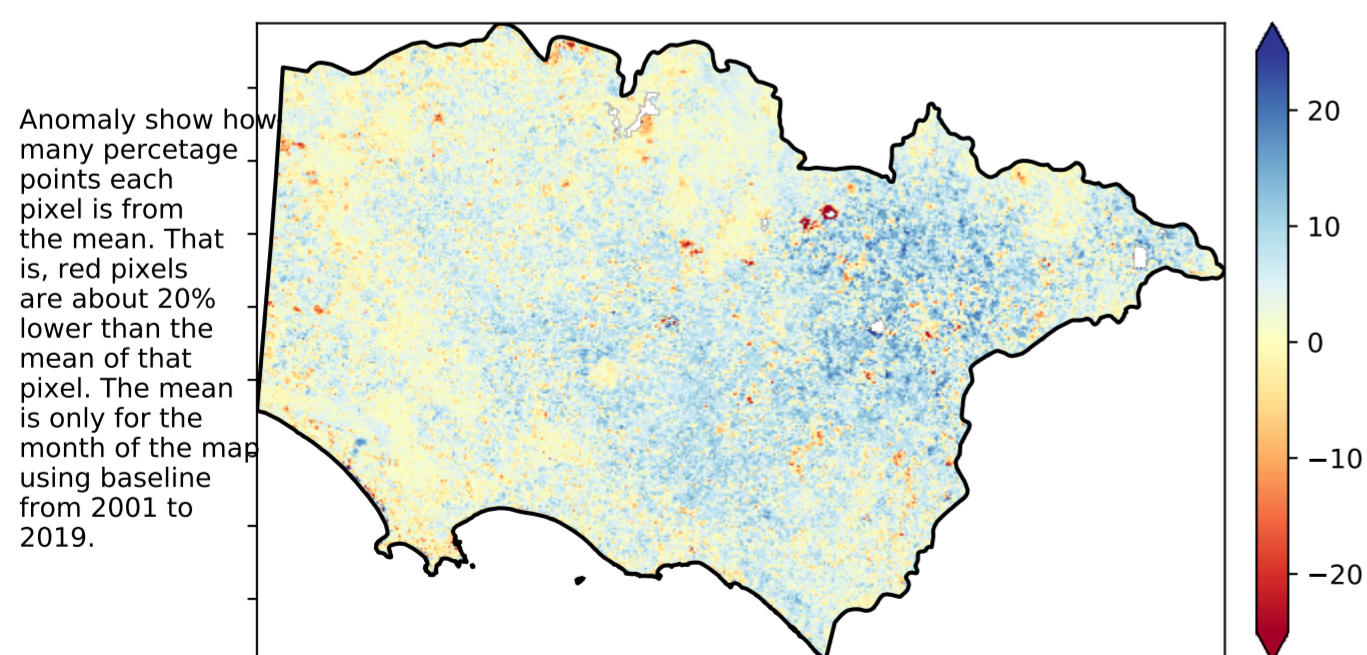 Anomaly show how
many percetage
points each
pixel is from
the mean. That
is, red pixels
are about 20%
lower than the
mean of that
pixel. The mean
is only for the
month of the map
using baseline
from 2001 to
2019.
20
10
0
−10
−20